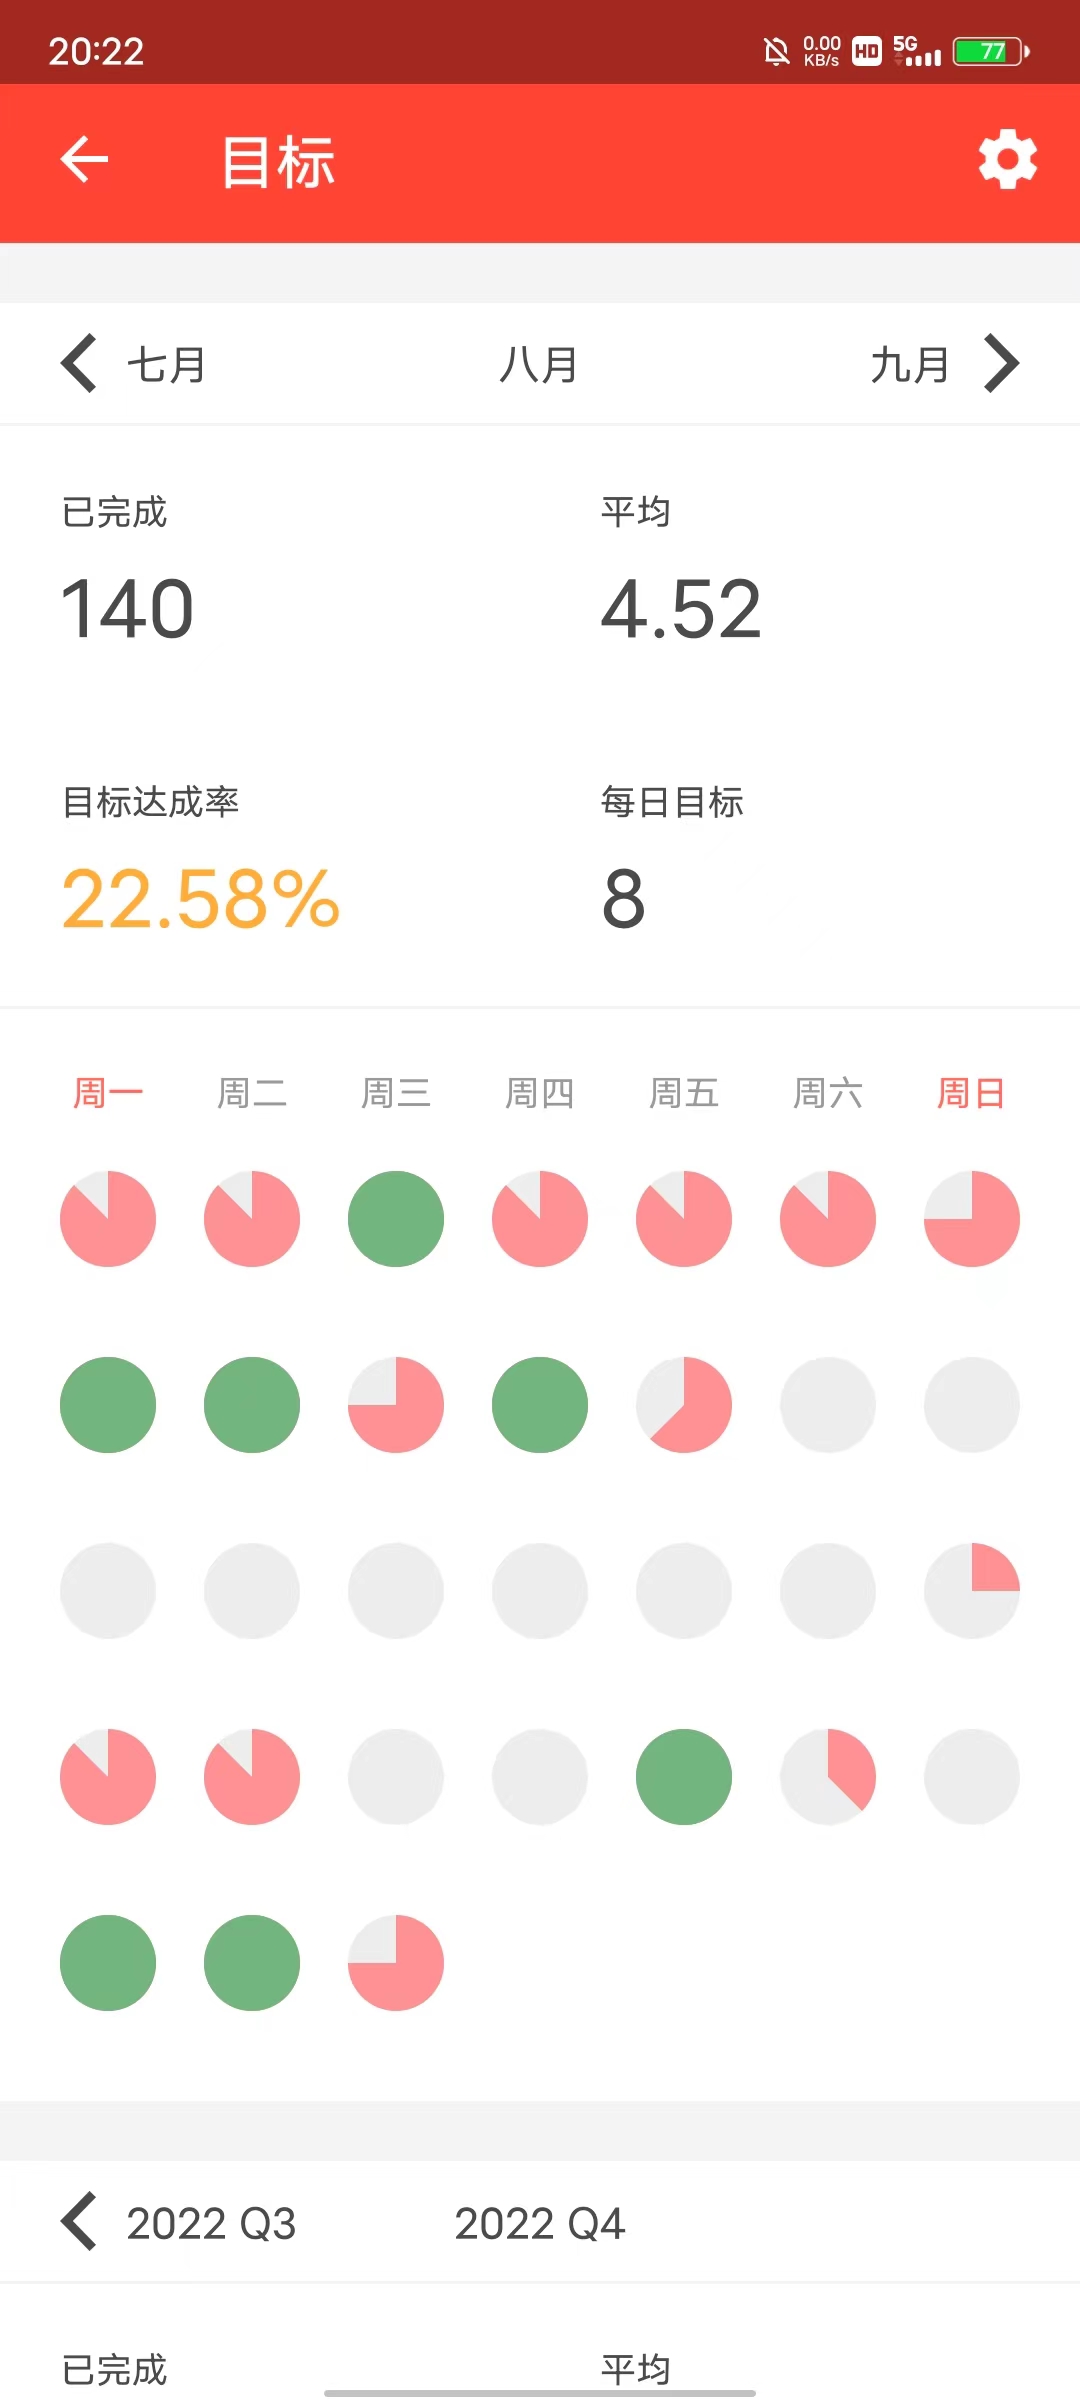 20:22
0.00 KB/s HD 5G 77
目标
七月 八月 九月
已完成 平均
140 4.52
目标达成率 每日目标
22.58% 8
周一 周二 周三 周四 周五 周六 周日
2022 Q3 2022 Q4
已完成 平均